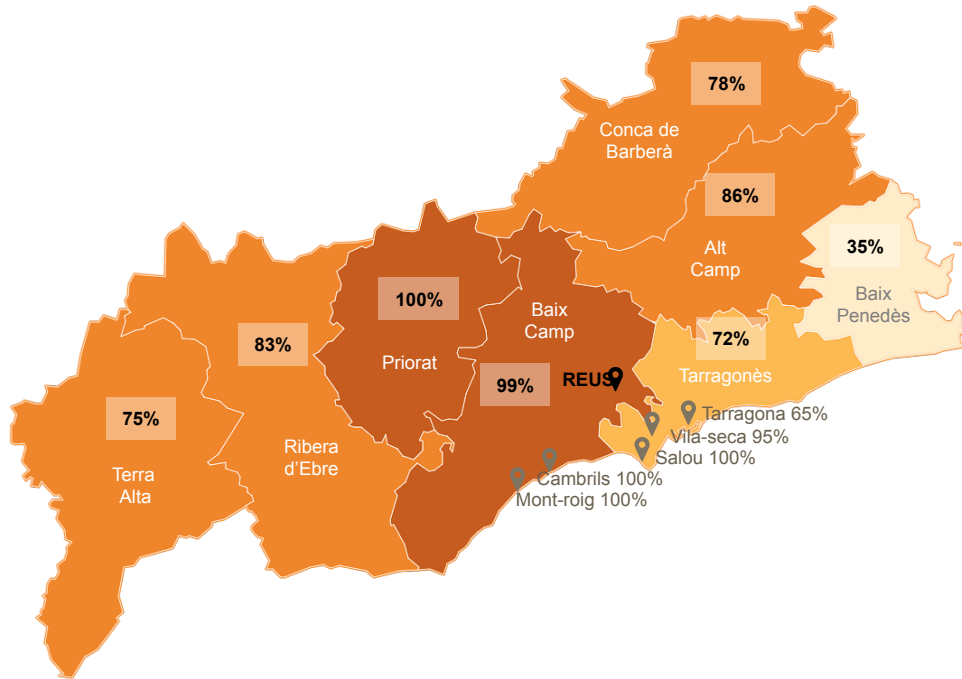 78%
Conca de
Barberà
86%
Alt
Camp
35%
Baix
Penedès
100%
Priorat
Baix
Camp
99%
REUS
72%
Tarragonès
83%
Ribera
d'Ebre
75%
Terra
Alta
Tarragona 65%
Vila-seca 95%
Salou 100%
Cambrils 100%
Mont-roig 100%